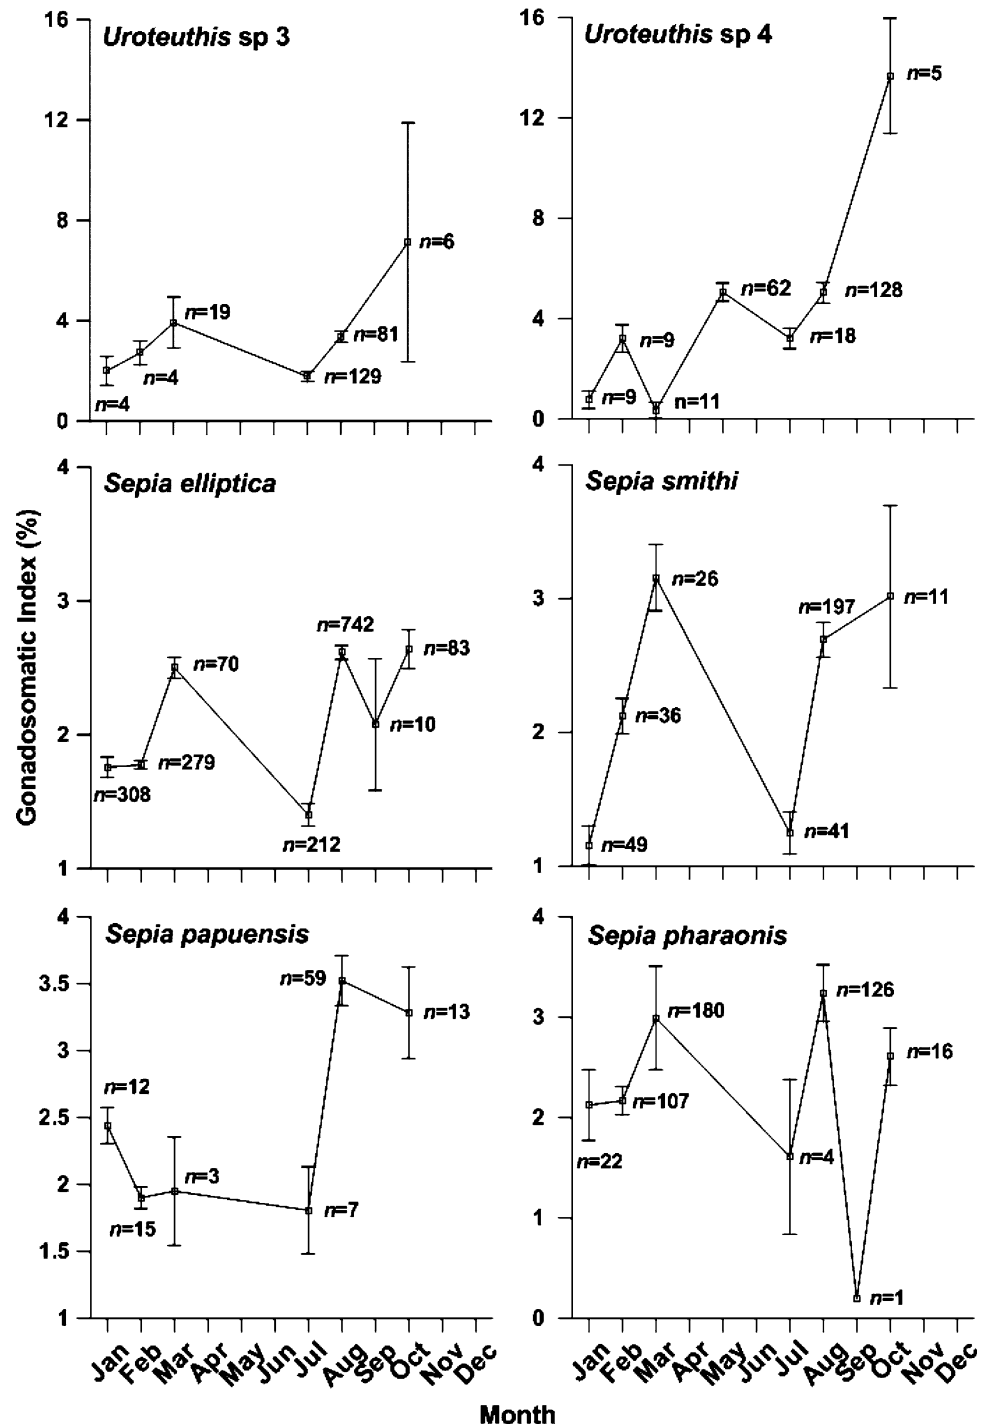 Uroteuthis sp 3
16
12
8
4
0
n=4
n=4
n=19
n=129
n=81
n=6
Uroteuthis sp 4
16
12
8
4
0
n=9
n=9
n=11
n=62
n=18
n=128
n=5
Gonadosomatic Index (%)
Sepia elliptica
4
3
2
1
n=308
n=279
n=70
n=212
n=742
n=10
n=83
Sepia smithi
4
3
2
1
n=49
n=36
n=26
n=41
n=197
n=11
Sepia papuensis
4
3.5
3
2.5
2
1.5
1
n=12
n=15
n=3
n=7
n=59
n=13
Jan Feb Mar Apr May Jun Jul Aug Sep Oct Nov Dec
Sepia pharaonis
4
3
2
1
0
n=22
n=107
n=180
n=4
n=126
n=1
n=16
Jan Feb Mar Apr May Jun Jul Aug Sep Oct Nov Dec
Month